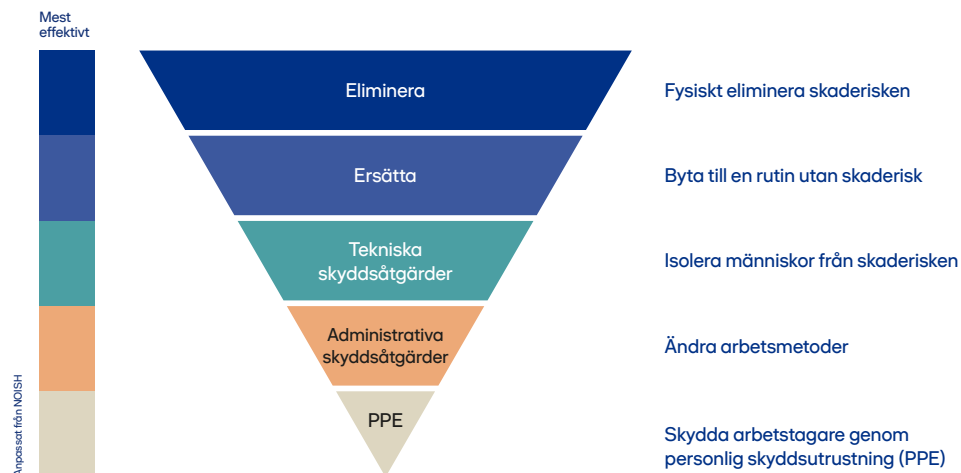 Mest
effektivt
Eliminera
Fysiskt eliminera skaderisken
Ersätta
Byta till en rutin utan skaderisk
Tekniska
skyddsåtgärder
Isolera människor från skaderisken
Administrativa
skyddsåtgärder
Ändra arbetsmetoder
PPE
Skydda arbetstagare genom
personlig skyddsutrustning (PPE)
Anpassat från NOISH